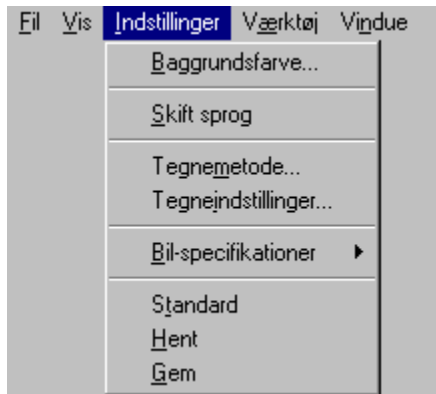 Fil Vis Indstillinger Værktøj Vindue
Baggrundsfarve...
Skift sprog
Tegnemetode...
Tegneindstillinger...
Bil-specifikationer
Standard
Hent
Gem